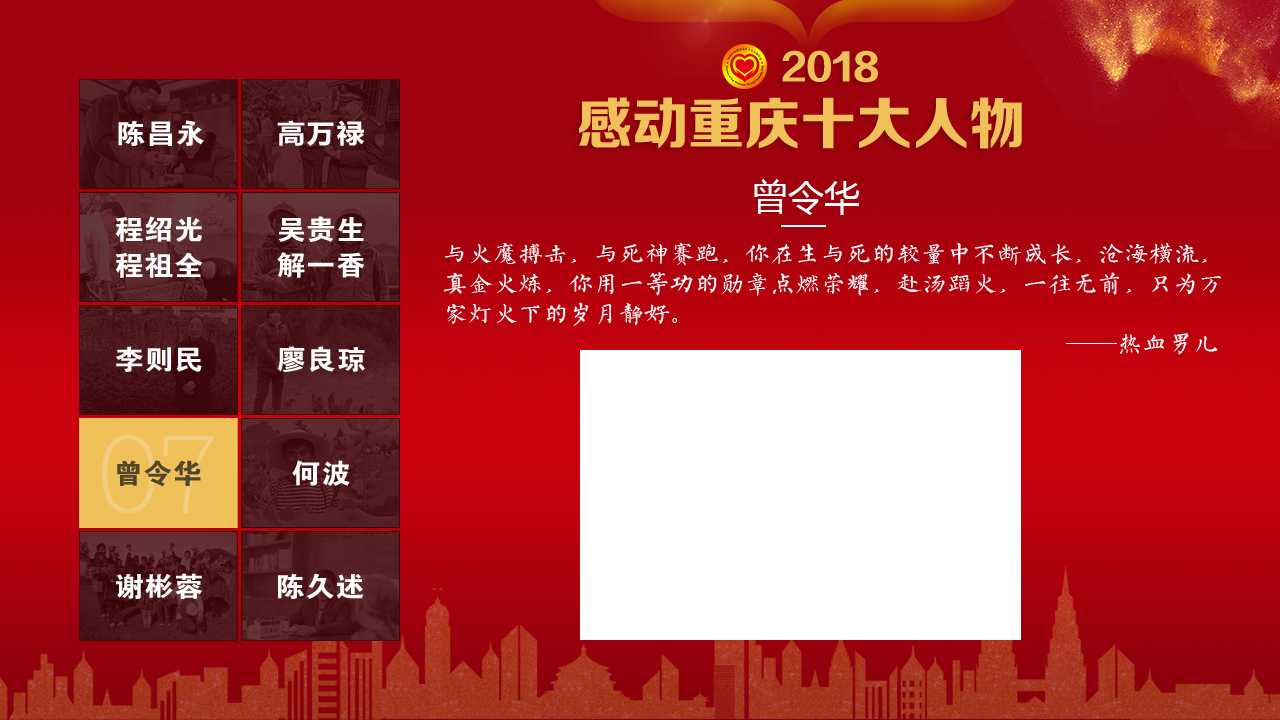 2018
感动重庆十大人物
陈昌永
高万禄
程绍光
程祖全
吴贵生
解一香
李则民
廖良琼
07
曾令华
何波
谢彬蓉
陈久述
曾令华
与火魔搏击，与死神赛跑，你在生与死的较量中不断成长，沧海横流，
真金火炼，你用一等功的勋章点燃荣耀，赴汤蹈火，一往无前，只为万
家灯火下的岁月静好。
——热血男儿